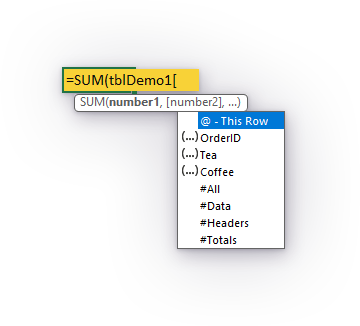 =SUM(tblDemo1[
SUM(number1, [number2], ...)
@ - This Row
(...) OrderID
(...) Tea
(...) Coffee
#All
#Data
#Headers
#Totals